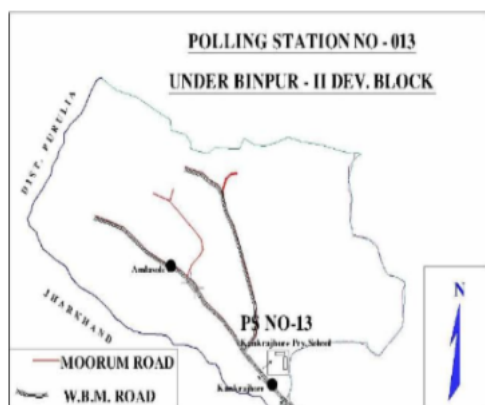 POLLING STATION NO - 013
UNDER BINPUR - II DEV. BLOCK
DIST. PURULIA
Amlasole
JHARKHAND
PS NO-13
Kankrajhore Pry. School
N
MOORUM ROAD
Kankrajhore
W.B.M. ROAD